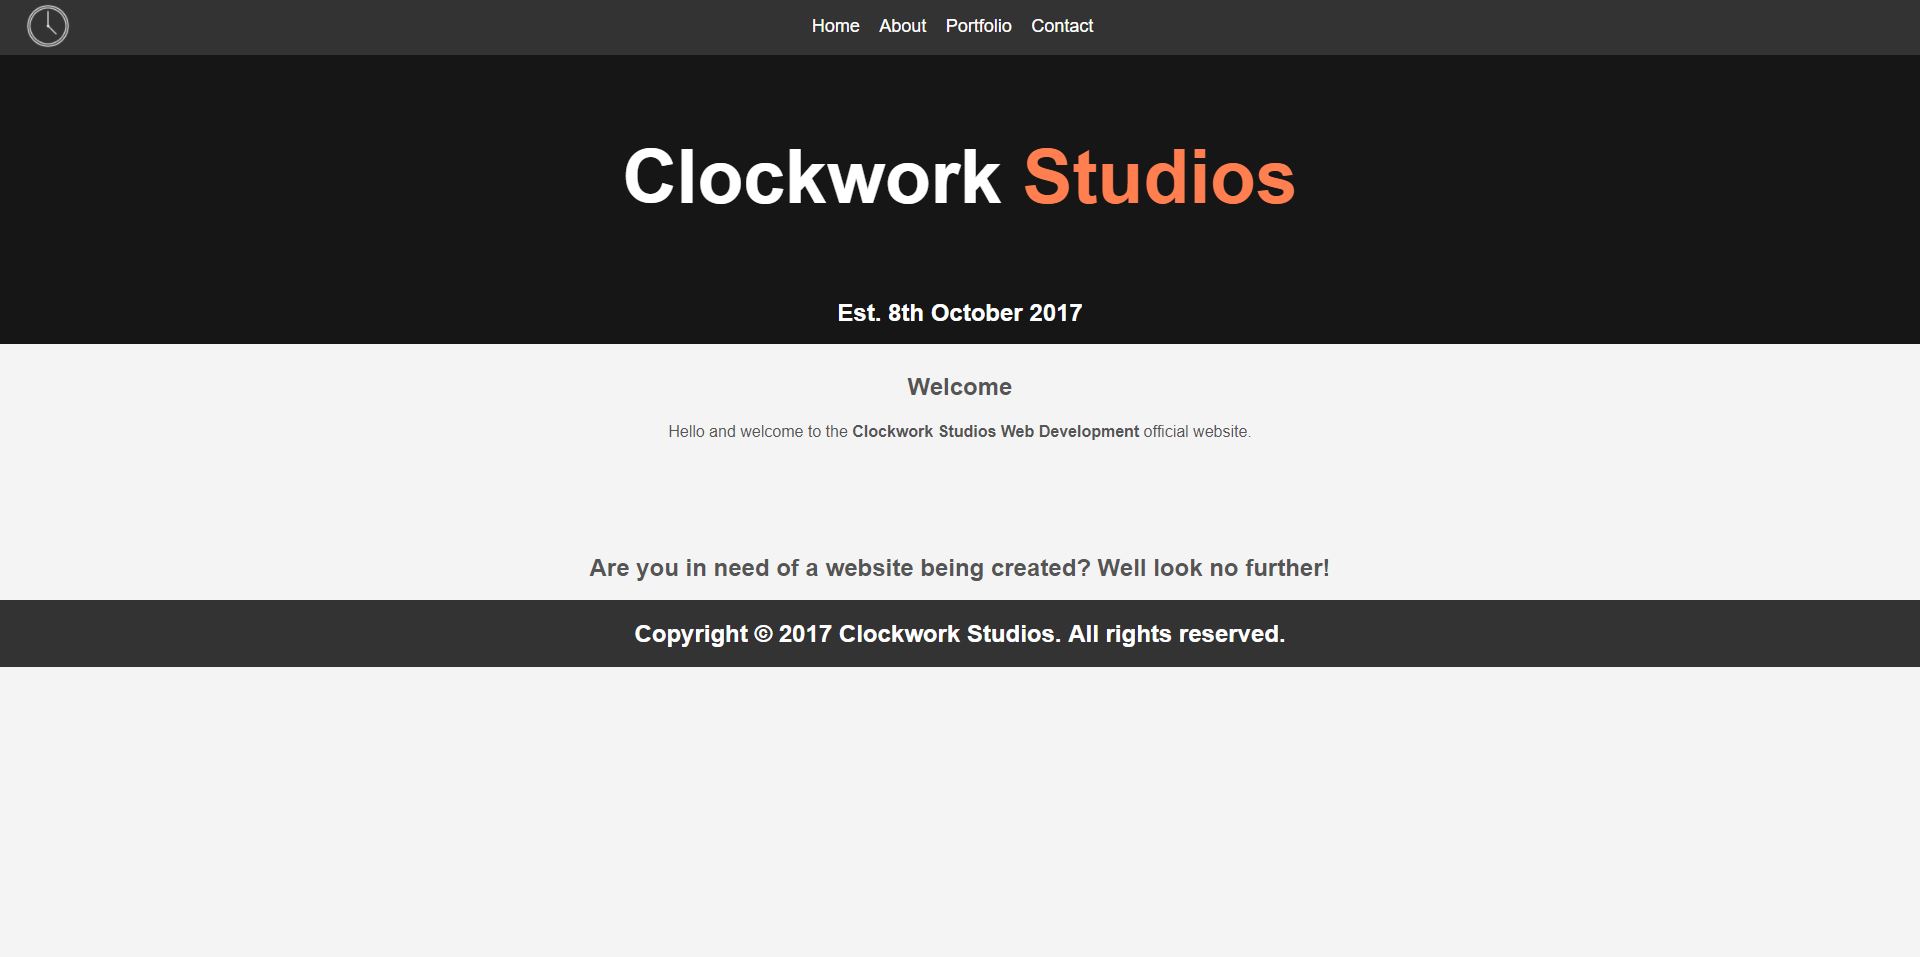 Home About Portfolio Contact
Clockwork Studios
Est. 8th October 2017
Welcome
Hello and welcome to the Clockwork Studios Web Development official website.
Are you in need of a website being created? Well look no further!
Copyright © 2017 Clockwork Studios. All rights reserved.